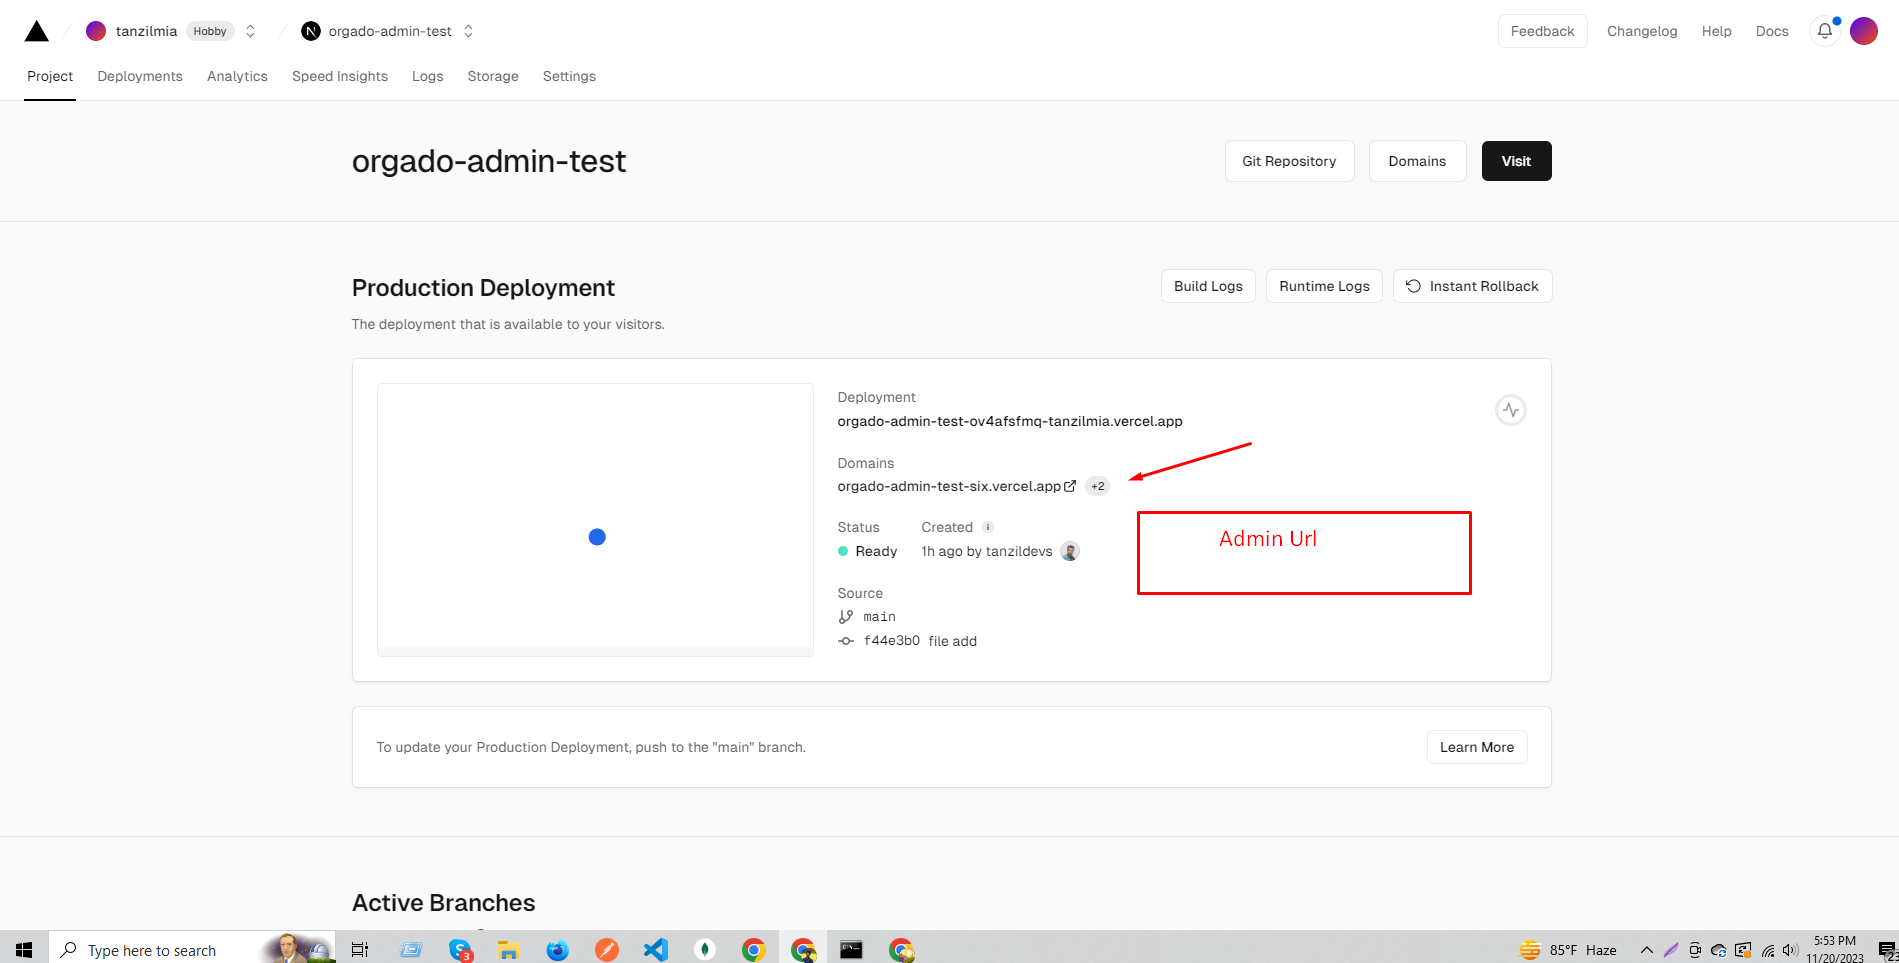 tanzilmia Hobby orgado-admin-test Feedback Changelog Help Docs
Project Deployments Analytics Speed Insights Logs Storage Settings
orgado-admin-test Git Repository Domains Visit
Production Deployment Build Logs Runtime Logs Instant Rollback
The deployment that is available to your visitors.
Deployment
orgado-admin-test-ov4afsfmq-tanzilmia.vercel.app
Domains
orgado-admin-test-six.vercel.app +2
Status Created
Ready 1h ago by tanzildevs
Admin Url
Source
main
f44e3b0 file add
To update your Production Deployment, push to the "main" branch. Learn More
Active Branches
Type here to search 3 85°F Haze 5:53 PM
11/20/2023 23